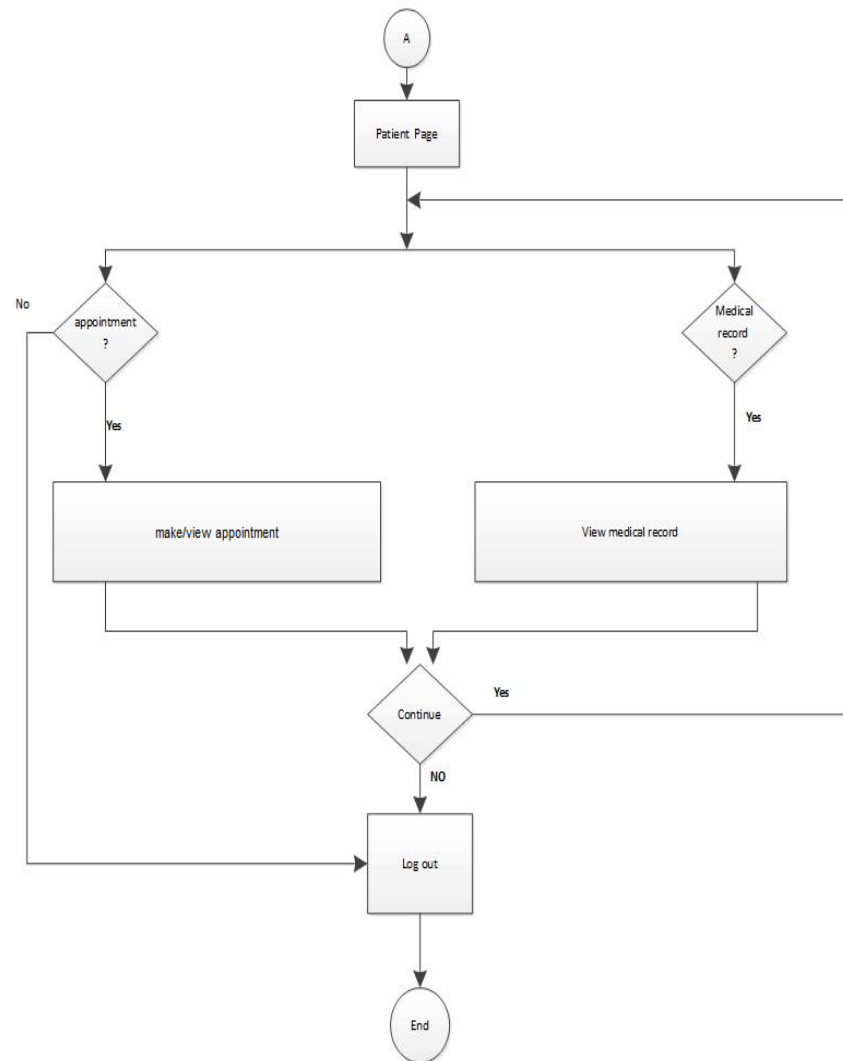 A
Patient Page
No
appointment
?
Medical
record
?
Yes
Yes
make/view appointment
View medical record
Continue
Yes
NO
Log out
End